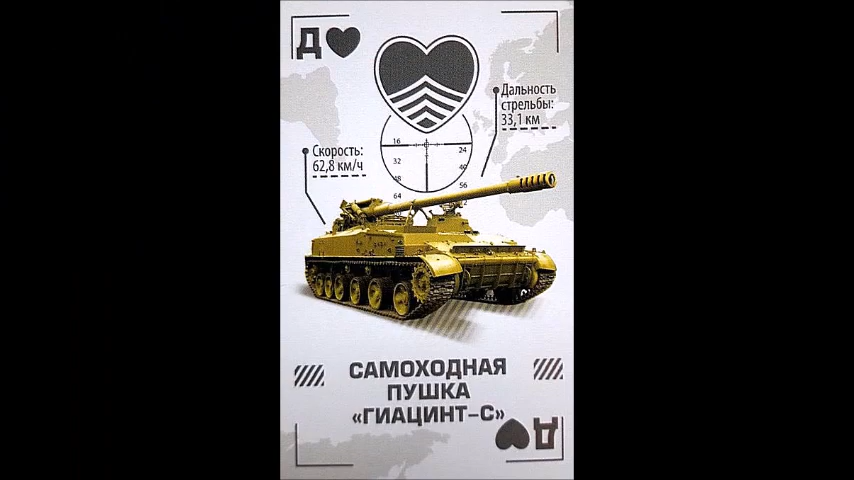 Д
Дальность
стрельбы:
33,1 км
Скорость:
62,8 км/ч
16
24
32
40
48
56
64
САМОХОДНАЯ
ПУШКА
«ГИАЦИНТ-С»
Д